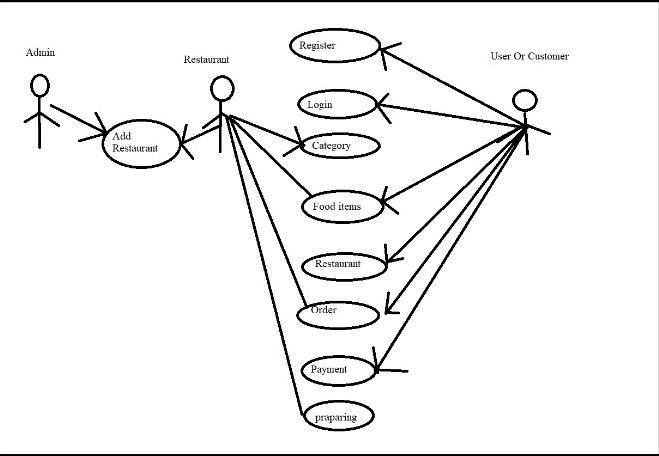 Admin
Restaurant
User Or Customer
Register
Login
Add
Restaurant
Category
Food items
Restaurant
Order
Payment
praparing